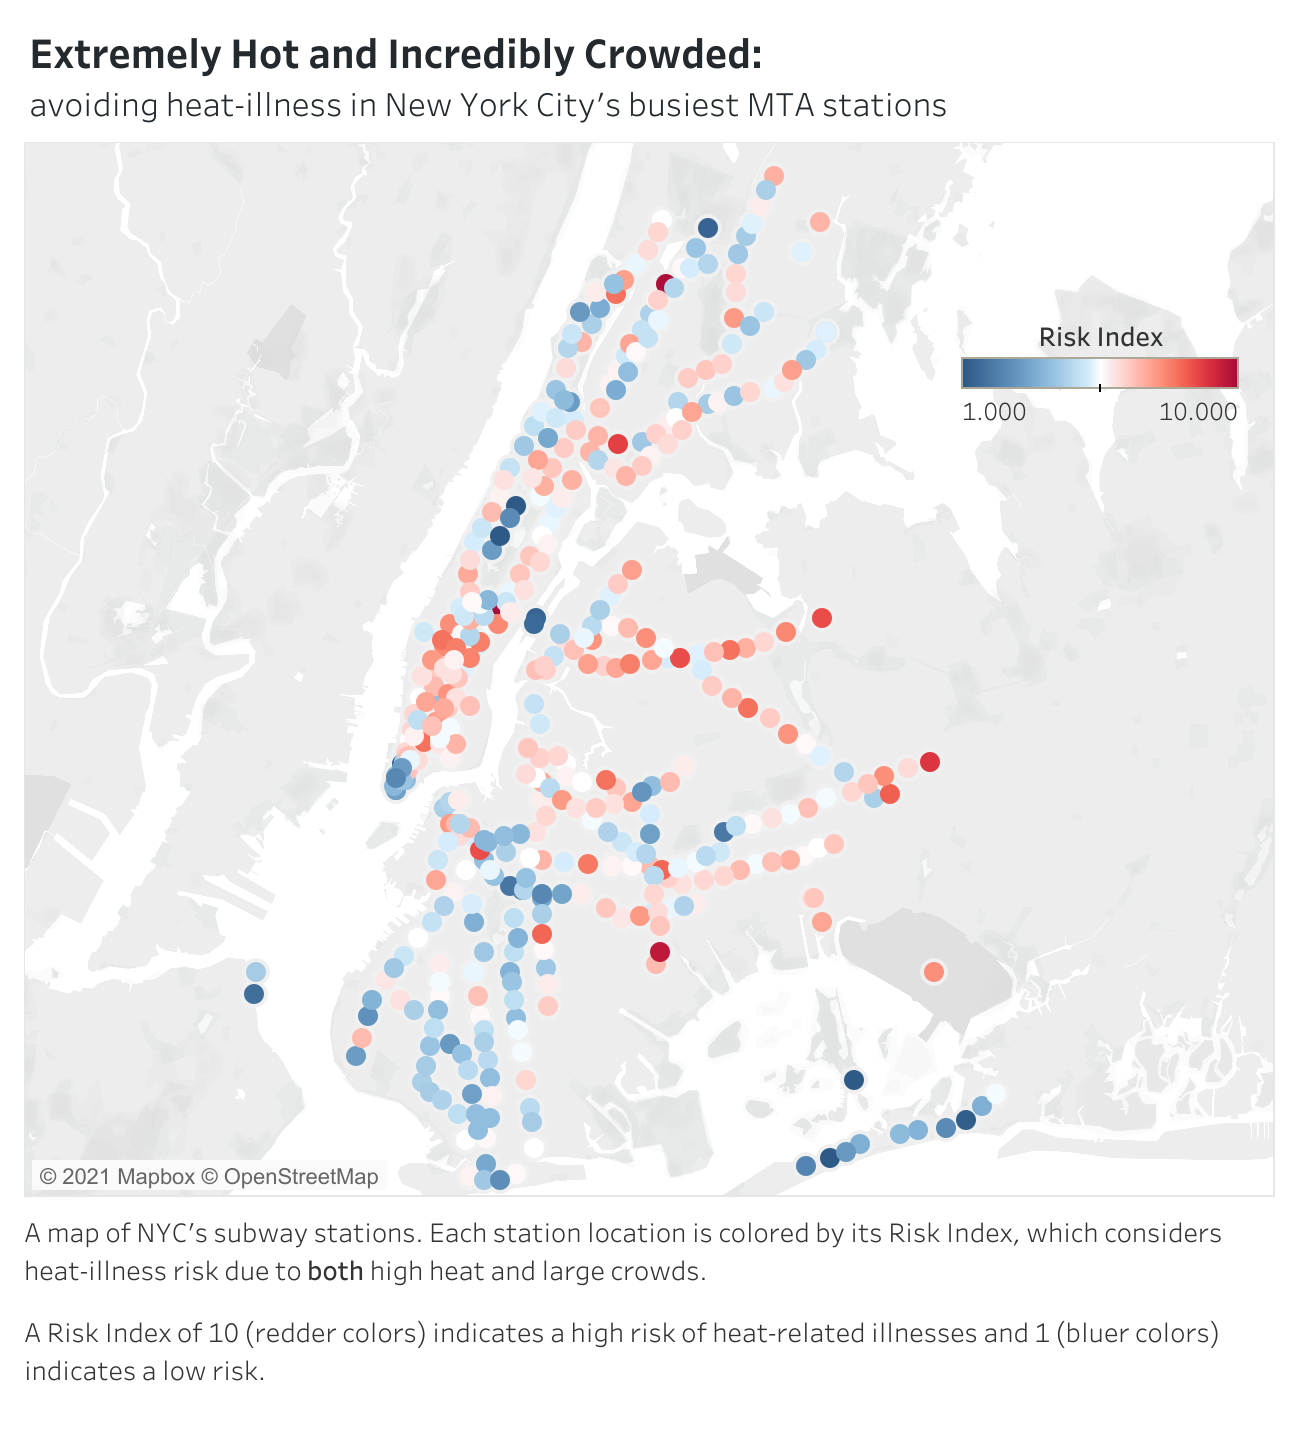 Extremely Hot and Incredibly Crowded:
avoiding heat-illness in New York City's busiest MTA stations
Risk Index
1.000 10.000
© 2021 Mapbox © OpenStreetMap
A map of NYC's subway stations. Each station location is colored by its Risk Index, which considers
heat-illness risk due to both high heat and large crowds.
A Risk Index of 10 (redder colors) indicates a high risk of heat-related illnesses and 1 (bluer colors)
indicates a low risk.